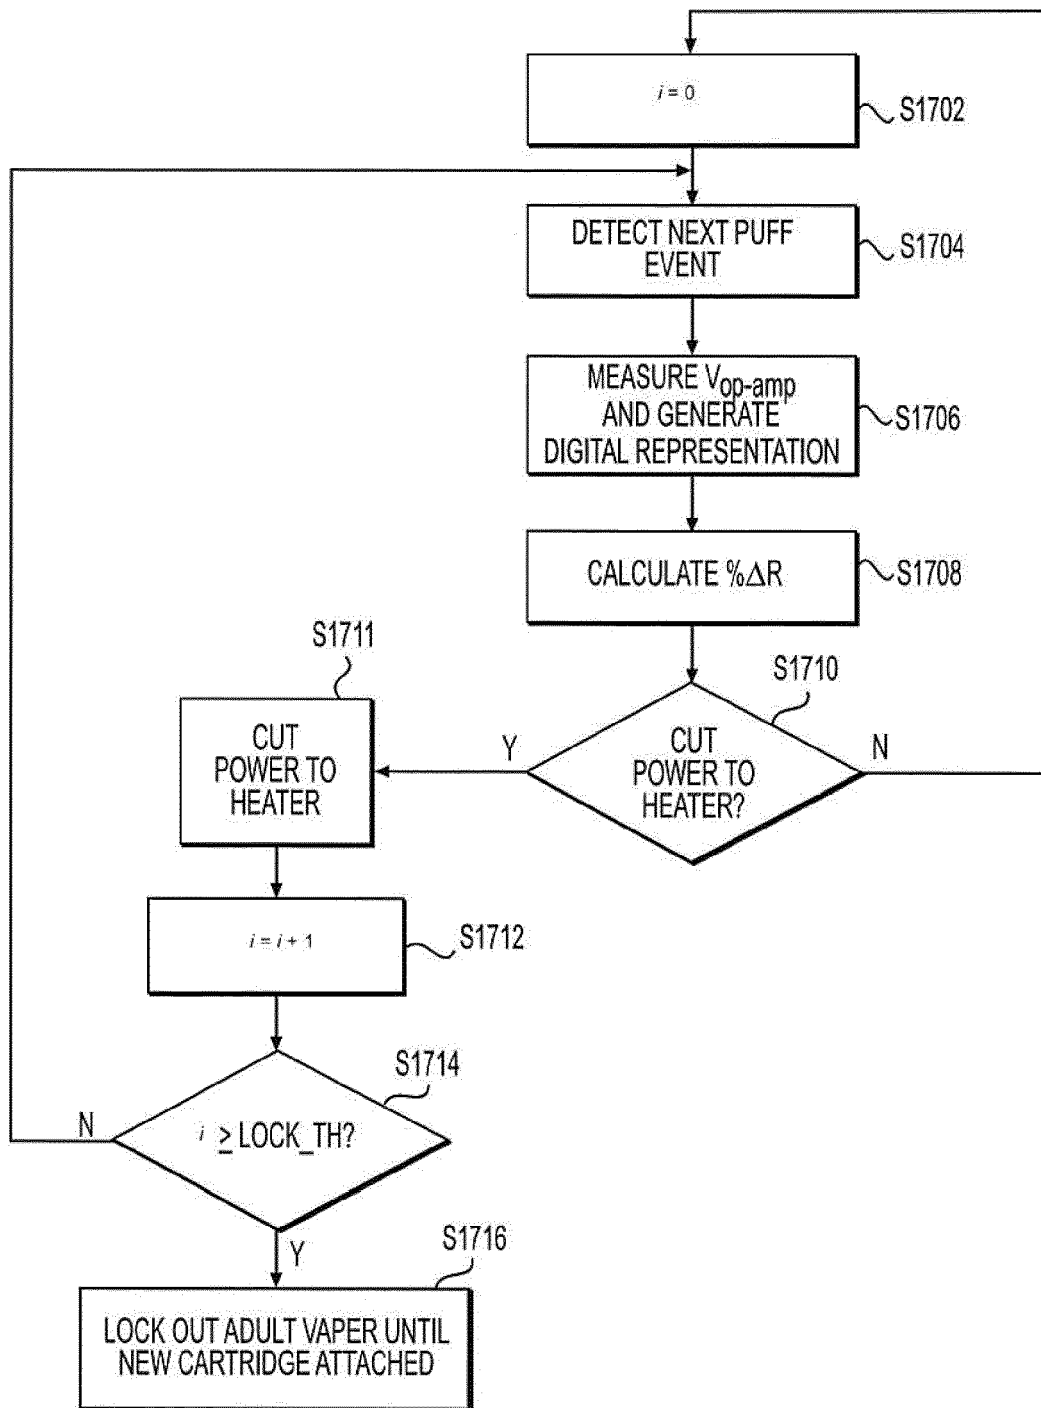 i = 0
S1702
DETECT NEXT PUFF
EVENT
S1704
MEASURE Vop-amp
AND GENERATE
DIGITAL REPRESENTATION
S1706
CALCULATE %ΔR
S1708
S1710
CUT
POWER TO
HEATER?
Y
N
S1711
CUT
POWER TO
HEATER
i = i + 1
S1712
S1714
i ≥ LOCK_TH?
N
Y
S1716
LOCK OUT ADULT VAPER UNTIL
NEW CARTRIDGE ATTACHED